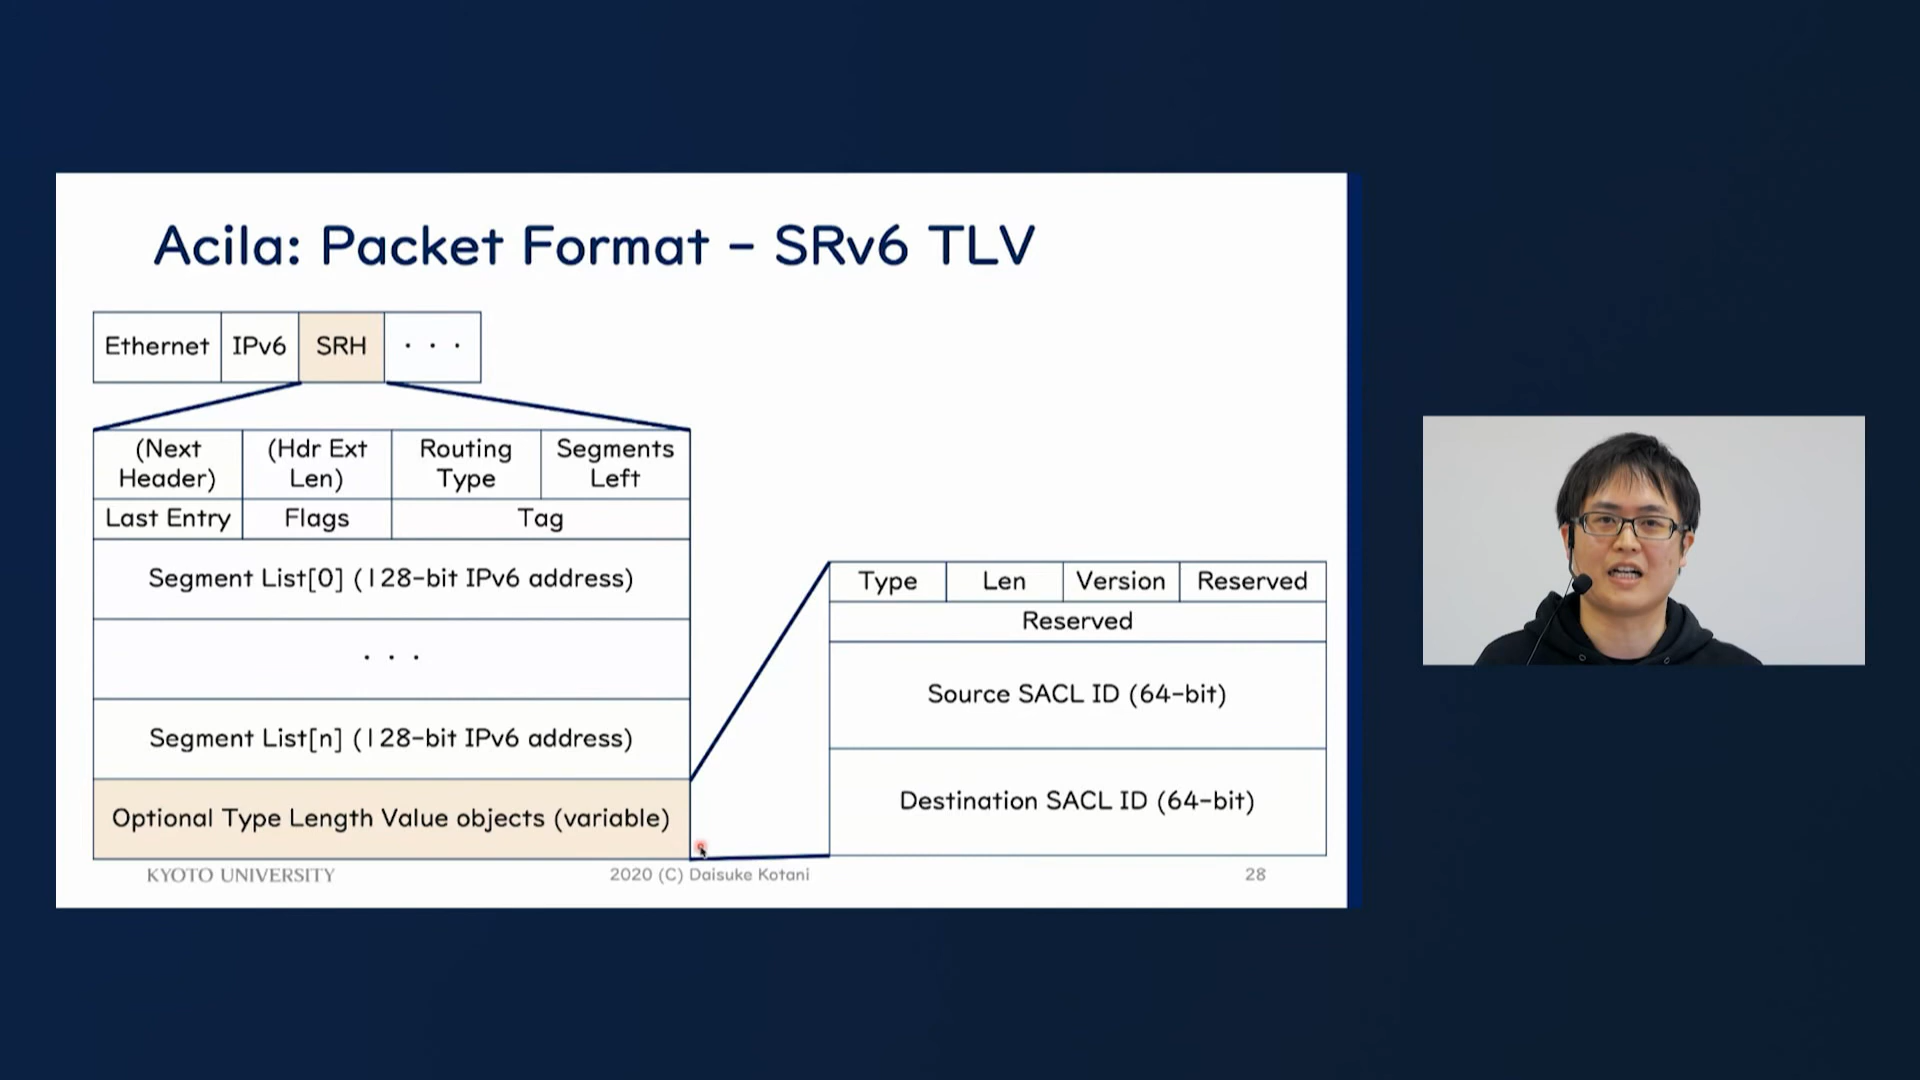 Acila: Packet Format - SRv6 TLV
Ethernet IPv6 SRH . . .
(Next Header) (Hdr Ext Len) Routing Type Segments Left
Last Entry Flags Tag
Segment List[0] (128-bit IPv6 address)
. . .
Segment List[n] (128-bit IPv6 address)
Optional Type Length Value objects (variable)
Type Len Version Reserved
Reserved
Source SACL ID (64-bit)
Destination SACL ID (64-bit)
KYOTO UNIVERSITY 2020 (C) Daisuke Kotani 28